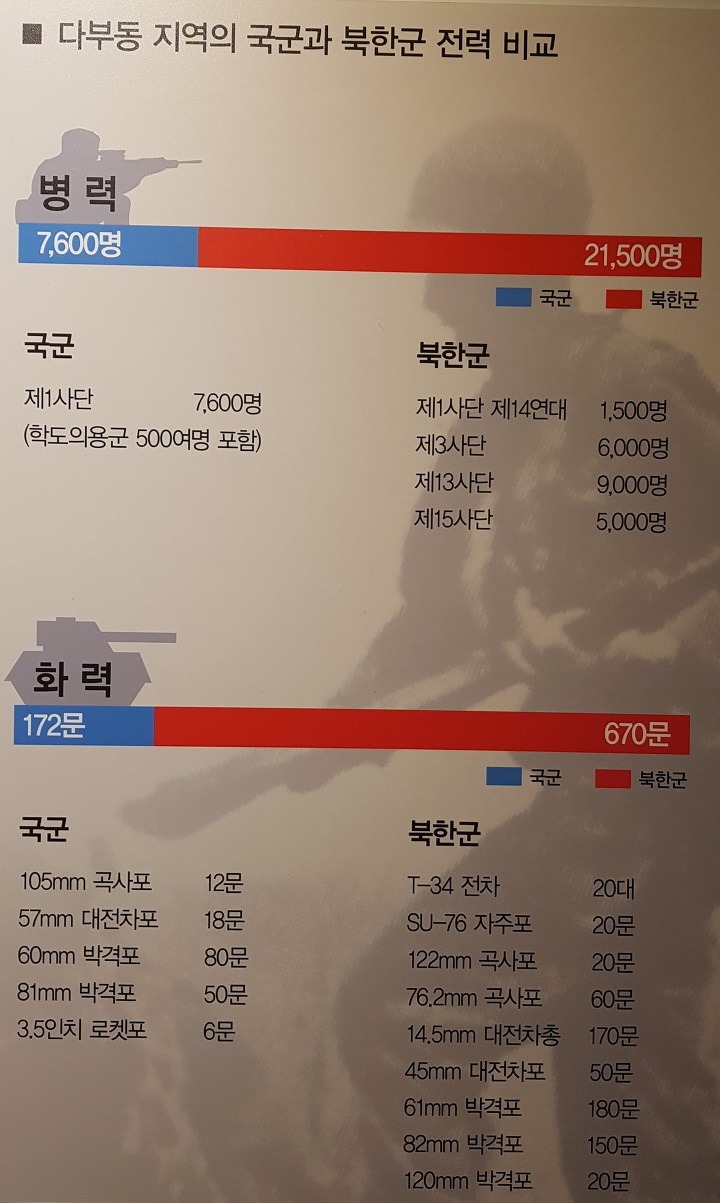 ■ 다부동 지역의 국군과 북한군 전력 비교
병력
7,600명 21,500명
국군 북한군
국군
제1사단 7,600명
(학도의용군 500여명 포함)
북한군
제1사단 제14연대 1,500명
제3사단 6,000명
제13사단 9,000명
제15사단 5,000명
화력
172문 670문
국군 북한군
국군
105mm 곡사포 12문
57mm 대전차포 18문
60mm 박격포 80문
81mm 박격포 50문
3.5인치 로켓포 6문
북한군
T-34 전차 20대
SU-76 자주포 20문
122mm 곡사포 20문
76.2mm 곡사포 60문
14.5mm 대전차총 170문
45mm 대전차포 50문
61mm 박격포 180문
82mm 박격포 150문
120mm 박격포 20문